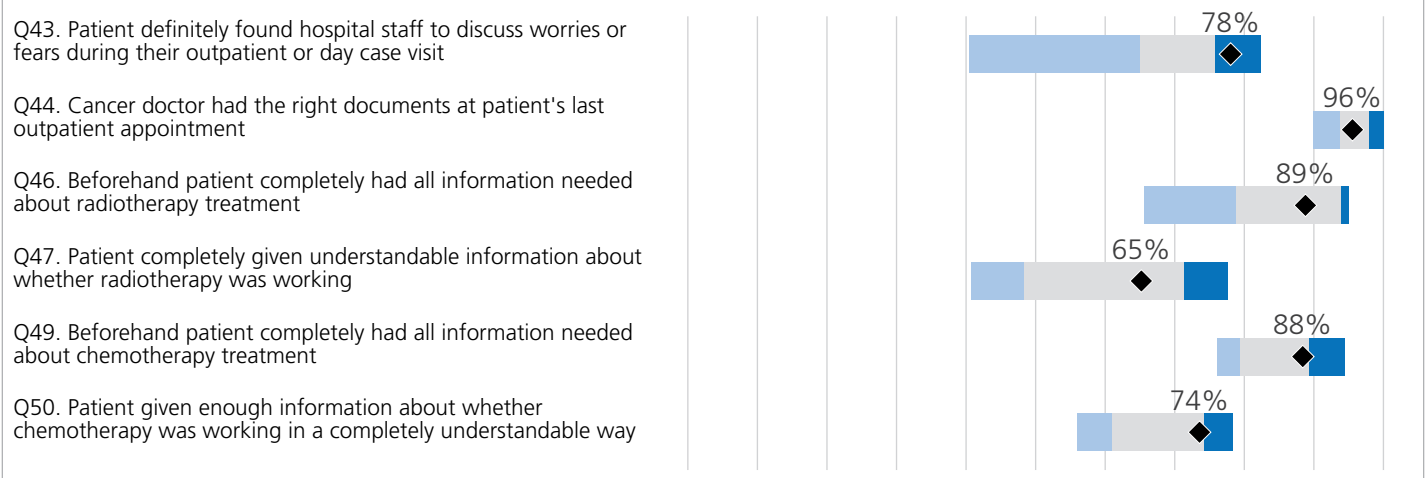 Q43. Patient definitely found hospital staff to discuss worries or
fears during their outpatient or day case visit
78%
Q44. Cancer doctor had the right documents at patient's last
outpatient appointment
96%
Q46. Beforehand patient completely had all information needed
about radiotherapy treatment
89%
Q47. Patient completely given understandable information about
whether radiotherapy was working
65%
Q49. Beforehand patient completely had all information needed
about chemotherapy treatment
88%
Q50. Patient given enough information about whether
chemotherapy was working in a completely understandable way
74%